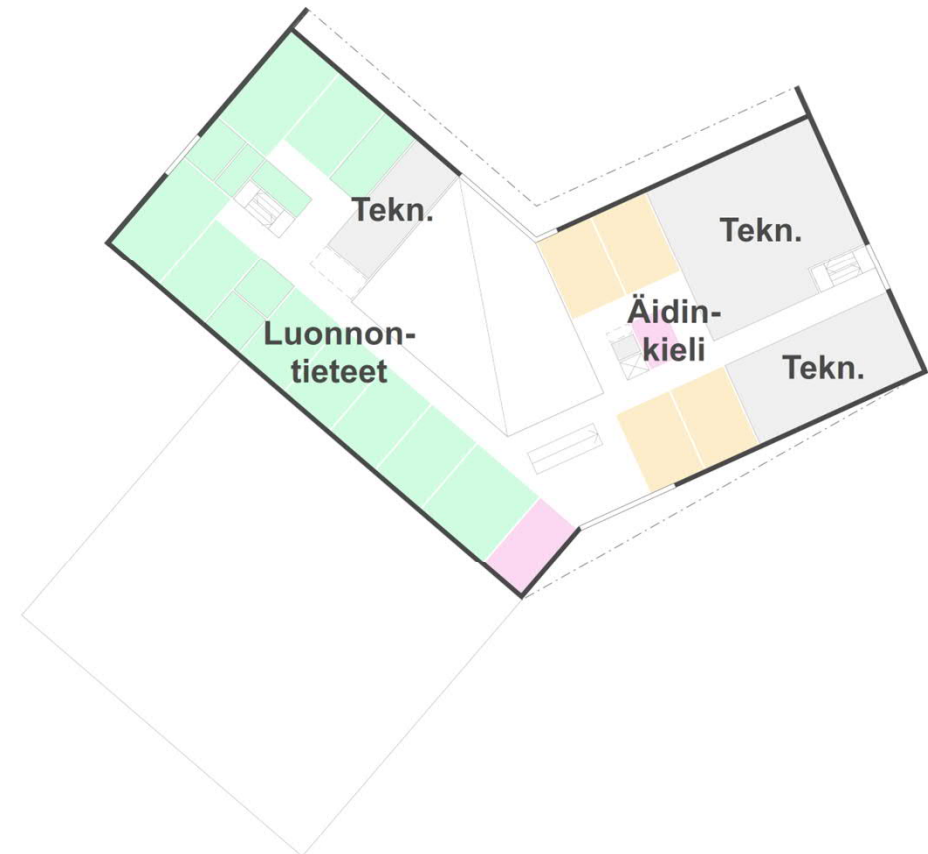 Tekn.
Luonnon-
tieteet
Tekn.
Äidin-
kieli
Tekn.